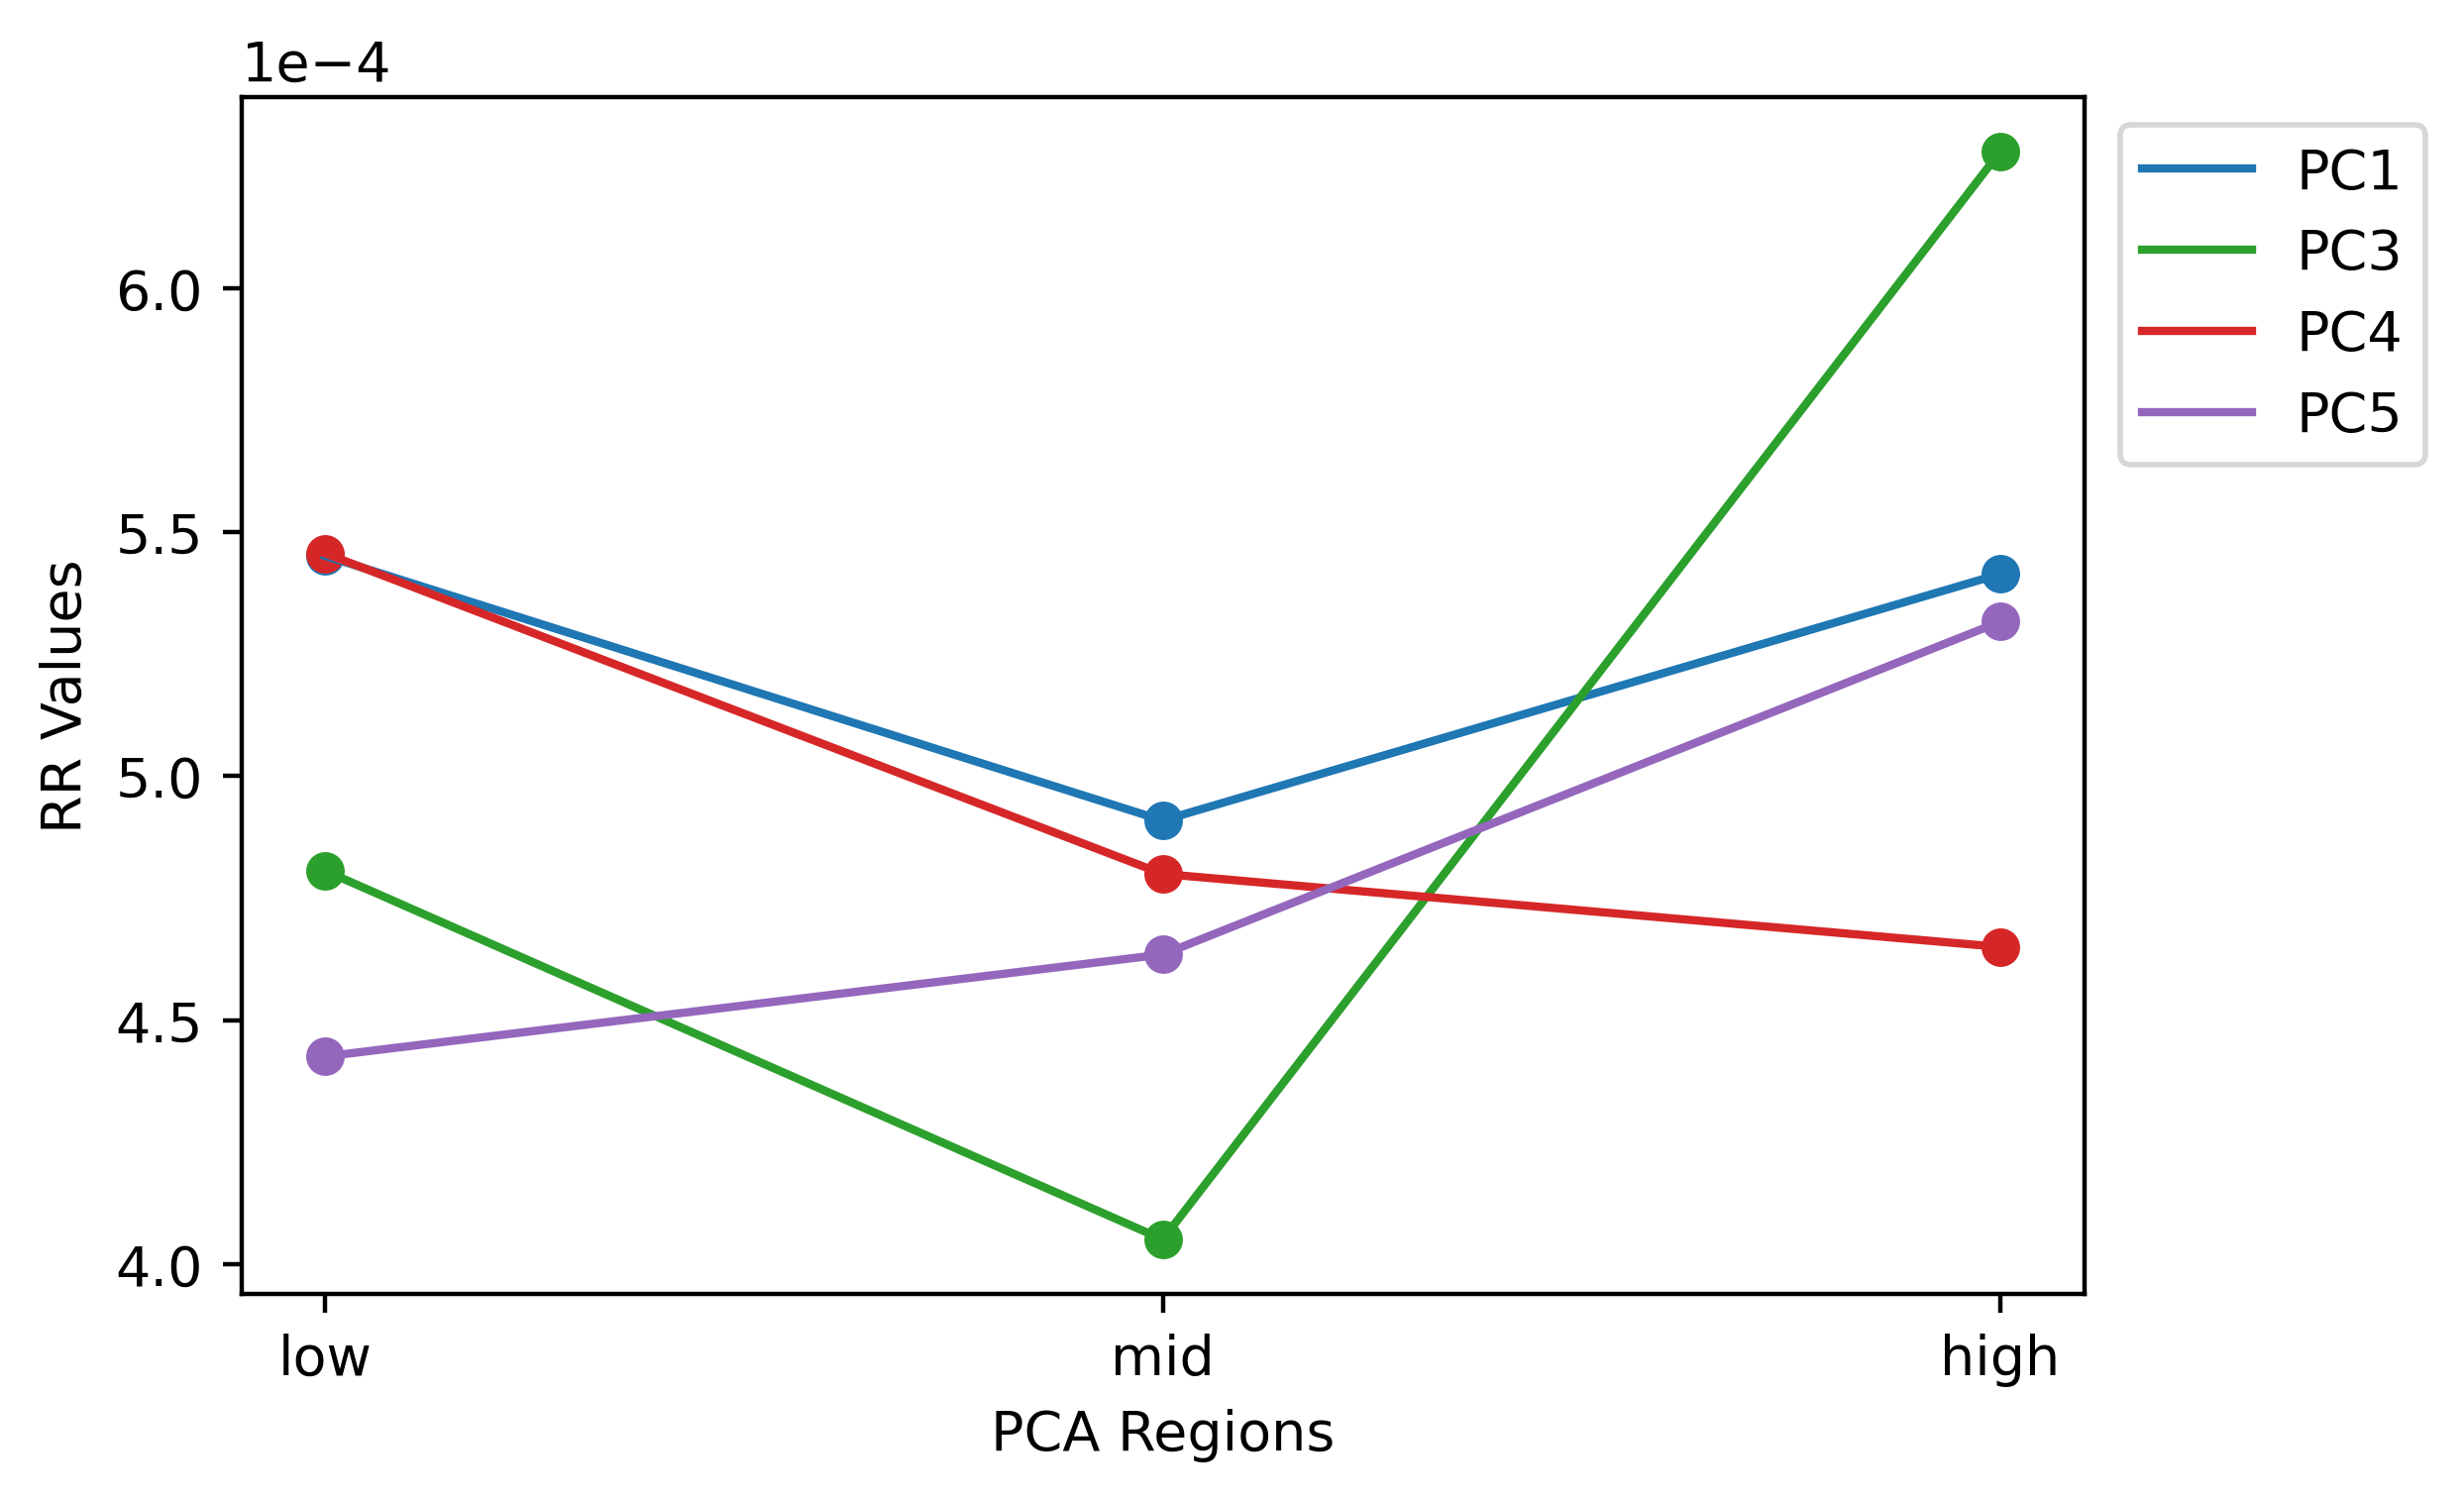 1e−4
6.0
5.5
5.0
4.5
4.0
RR Values
low mid high
PCA Regions
PC1
PC3
PC4
PC5